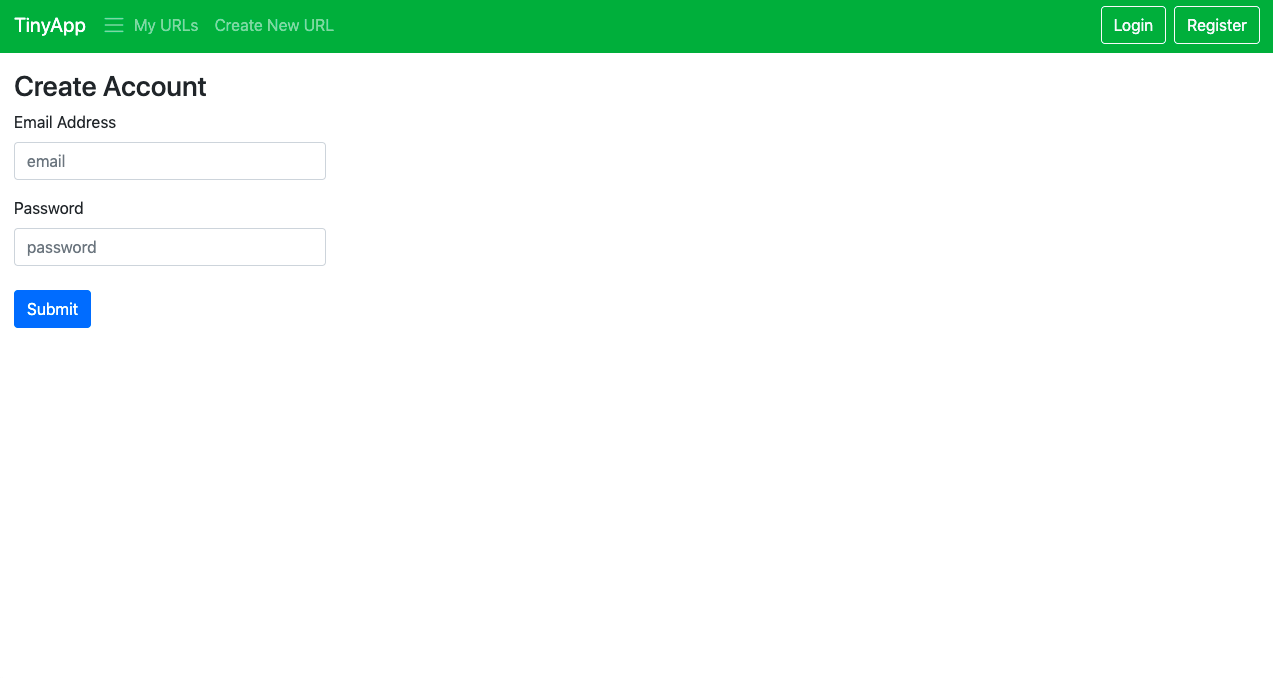 TinyApp My URLs Create New URL Login Register
Create Account
Email Address
email
Password
password
Submit